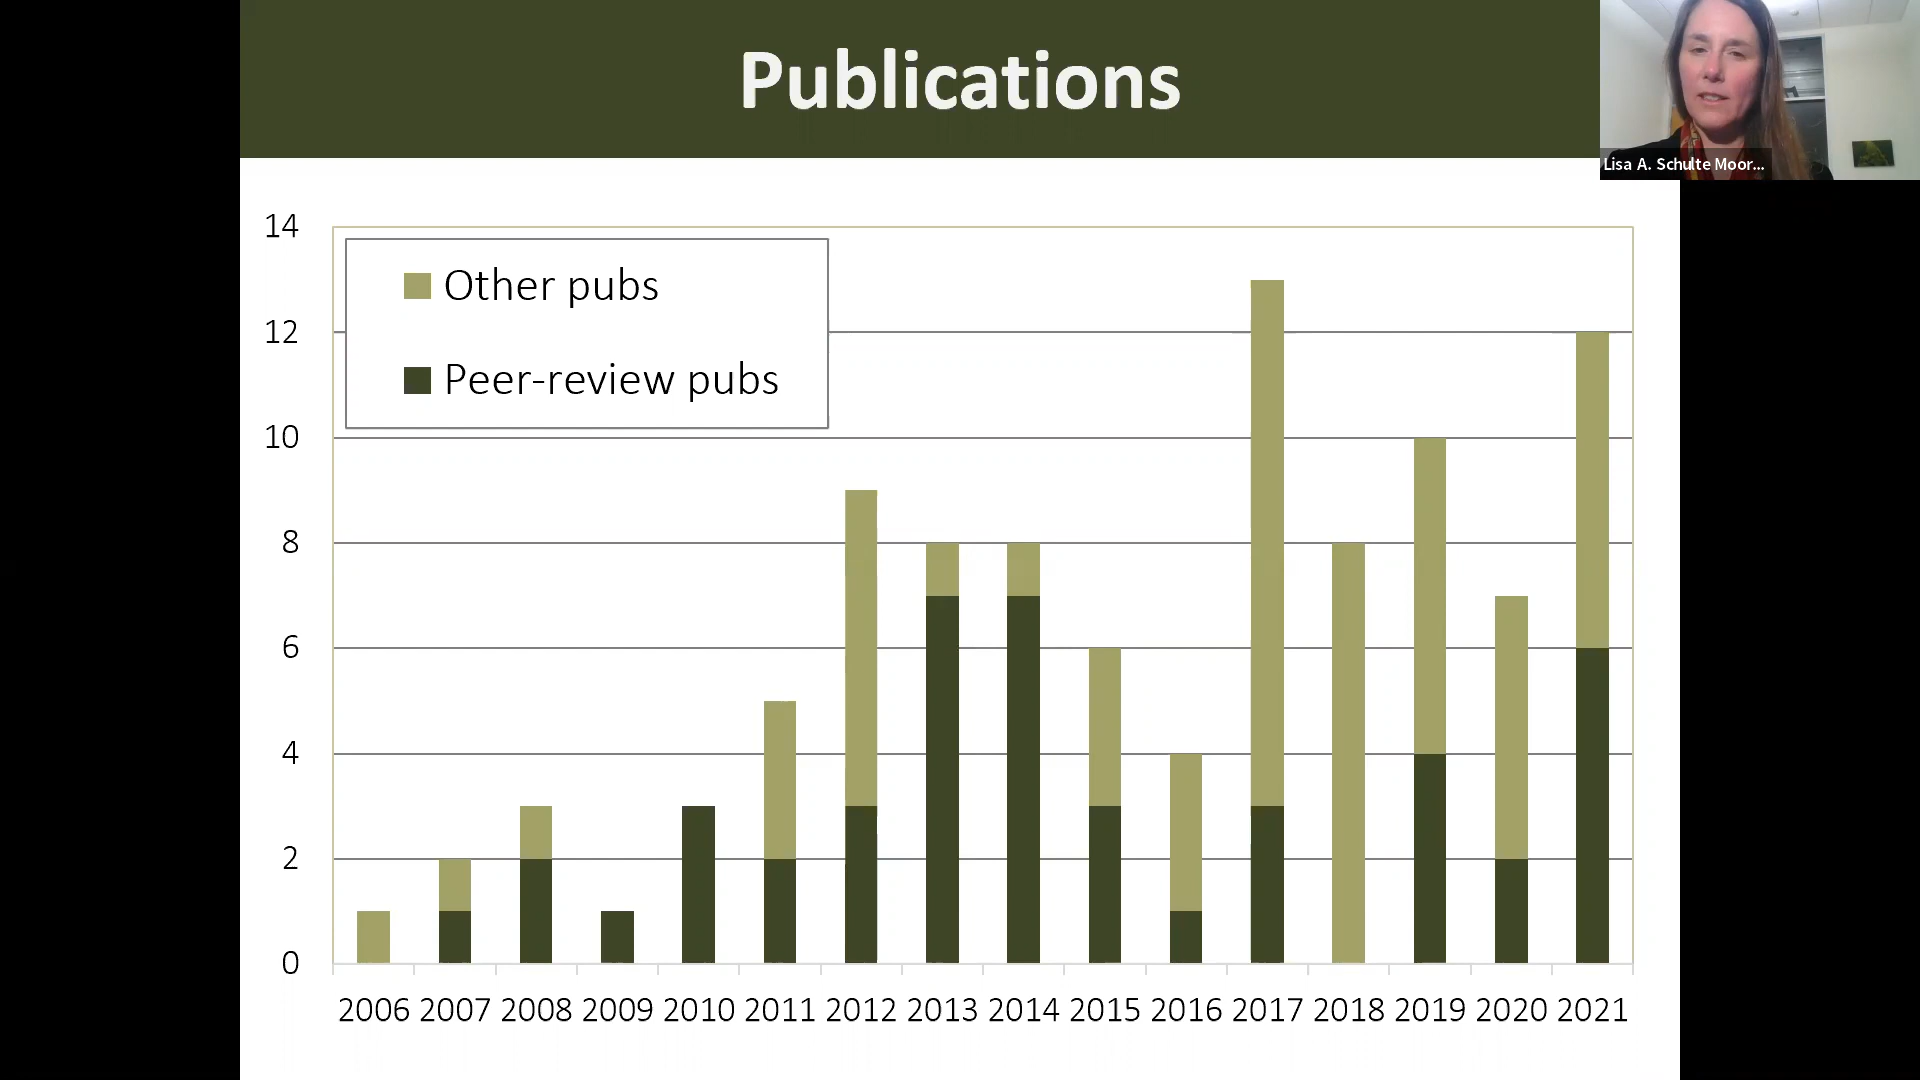 Publications
Lisa A. Schulte Moor...
14
12
10
8
6
4
2
0
Other pubs
Peer-review pubs
2006 2007 2008 2009 2010 2011 2012 2013 2014 2015 2016 2017 2018 2019 2020 2021